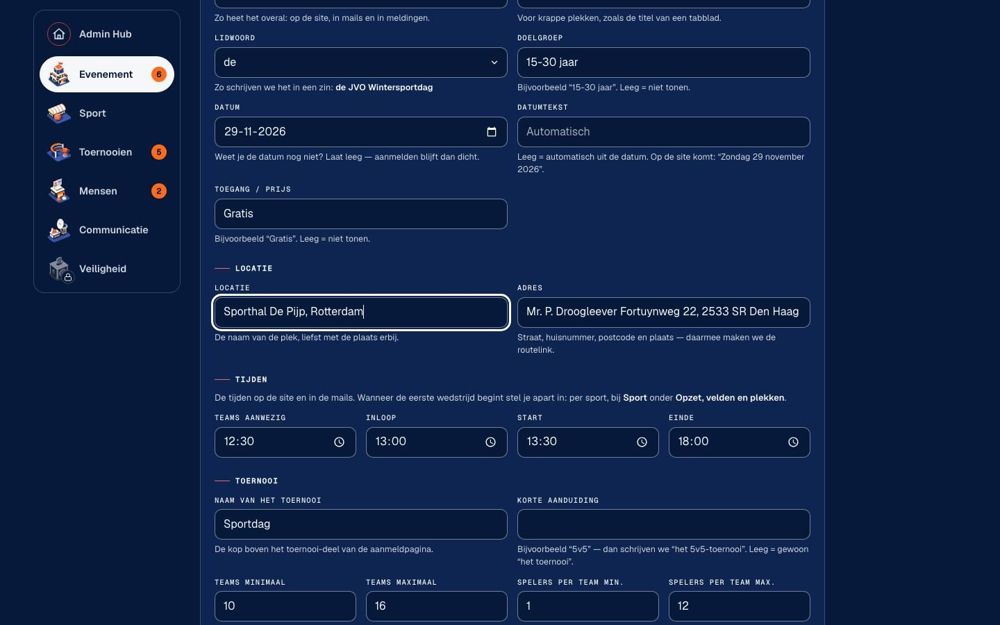 Admin Hub
Evenement 6
Sport
Toernooien 5
Mensen 2
Communicatie
Veiligheid
Zo heet het overal: op de site, in mails en in meldingen.
Voor krappe plekken, zoals de titel van een tabblad.
LIDWOORD
DOELGROEP
de
15-30 jaar
Zo schrijven we het in een zin: de JVO Wintersportdag
Bijvoorbeeld "15-30 jaar". Leeg = niet tonen.
DATUM
DATUMTEKST
29-11-2026
Automatisch
Weet je de datum nog niet? Laat leeg — aanmelden blijft dan dicht.
Leeg = automatisch uit de datum. Op de site komt: "Zondag 29 november
2026".
TOEGANG / PRIJS
Gratis
Bijvoorbeeld "Gratis". Leeg = niet tonen.
LOCATIE
LOCATIE
ADRES
Sporthal De Pijp, Rotterdam
Mr. P. Droogleever Fortuynweg 22, 2533 SR Den Haag
De naam van de plek, liefst met de plaats erbij.
Straat, huisnummer, postcode en plaats — daarmee maken we de
routelink.
TIJDEN
De tijden op de site en in de mails. Wanneer de eerste wedstrijd begint stel je apart in: per sport, bij Sport onder Opzet, velden en plekken.
TEAMS AANWEZIG
INLOOP
START
EINDE
12:30
13:00
13:30
18:00
TOERNOOI
NAAM VAN HET TOERNOOI
KORTE AANDUIDING
Sportdag
De kop boven het toernooi-deel van de aanmeldpagina.
Bijvoorbeeld "5v5" — dan schrijven we "het 5v5-toernooi". Leeg = gewoon
"het toernooi".
TEAMS MINIMAAL
TEAMS MAXIMAAL
SPELERS PER TEAM MIN.
SPELERS PER TEAM MAX.
10
16
1
12